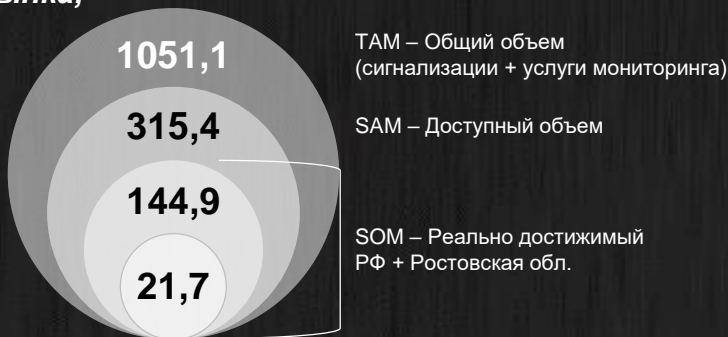 1051,1
TAM – Общий объем
(сигнализации + услуги мониторинга)
315,4
SAM – Доступный объем
144,9
SOM – Реально достижимый
РФ + Ростовская обл.
21,7